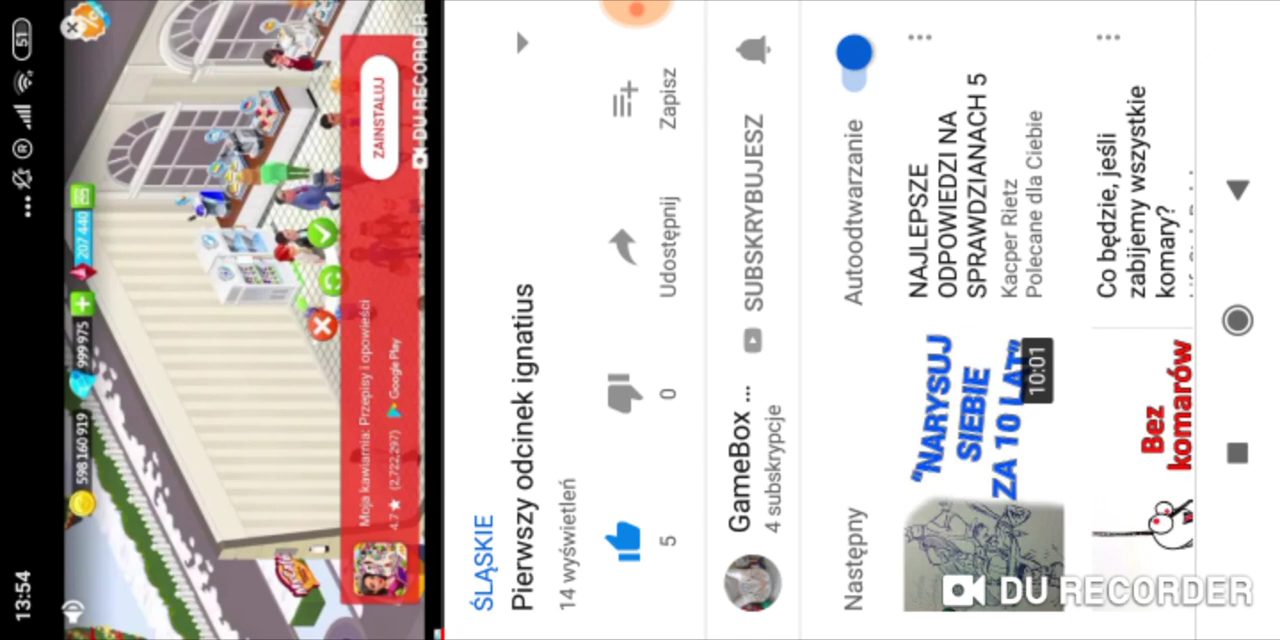 13:54
51
598 160 919
999 975
207 440
Moja kawiarnia: Przepisy i opowieści
4.7 ★ (2,722,297) Google Play
ZAINSTALUJ
DU RECORDER
ŚLĄSKIE
Pierwszy odcinek ignatius
14 wyświetleń
5
0
Udostępnij
Zapisz
GameBox ...
4 subskrypcje
SUBSKRYBUJESZ
Następny
Autoodtwarzanie
"NARYSUJ
SIEBIE
ZA 10 LAT"
10:01
NAJLEPSZE
ODPOWIEDZI NA
SPRAWDZIANACH 5
Kacper Rietz
Polecane dla Ciebie
Bez
komarów
Co będzie, jeśli
zabijemy wszystkie
komary?
DU RECORDER